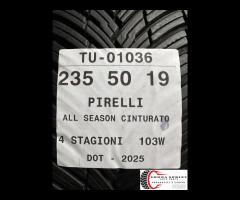 TU-01036
235 50 19
PIRELLI
ALL SEASON CINTURATO
4 STAGIONI 103W
DOT - 2025